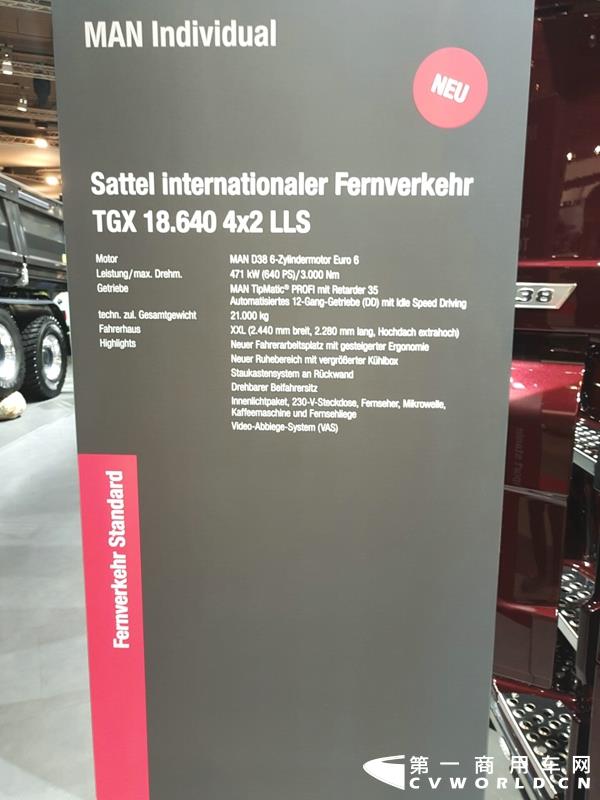 MAN Individual
NEU
Sattel internationaler Fernverkehr
TGX 18.640 4x2 LLS
Motor MAN D38 6-Zylindermotor Euro 6
Leistung/max. Drehm. 471 kW (640 PS)/3.000 Nm
Getriebe MAN TipMatic® PROFI mit Retarder 35
Automatisiertes 12-Gang-Getriebe (DD) mit Idle Speed Driving
techn. zul. Gesamtgewicht 21.000 kg
Fahrerhaus XXL (2.440 mm breit, 2.280 mm lang, Hochdach extrahoch)
Highlights Neuer Fahrerarbeitsplatz mit gesteigerter Ergonomie
Neuer Ruhebereich mit vergrößerter Kühlbox
Staukastensystem an Rückwand
Drehbarer Beifahrersitz
Innenlichtpaket, 230-V-Steckdose, Fernseher, Mikrowelle,
Kaffeemaschine und Fernsehliege
Video-Abbiege-System (VAS)
Fernverkehr Standard
38
第一商用车网
CVWORLD.CN